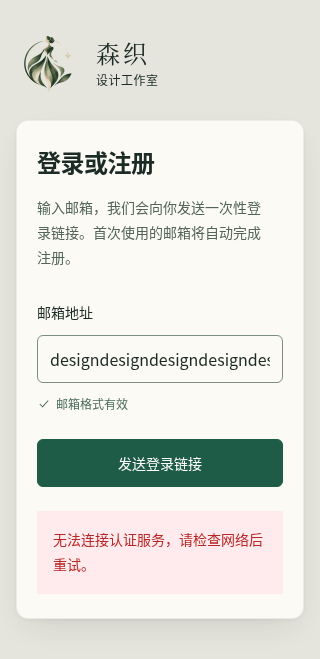 森织
设计工作室
登录或注册
输入邮箱，我们会向你发送一次性登
录链接。首次使用的邮箱将自动完成
注册。
邮箱地址
designdesigndesigndesigndes
邮箱格式有效
发送登录链接
无法连接认证服务，请检查网络后
重试。